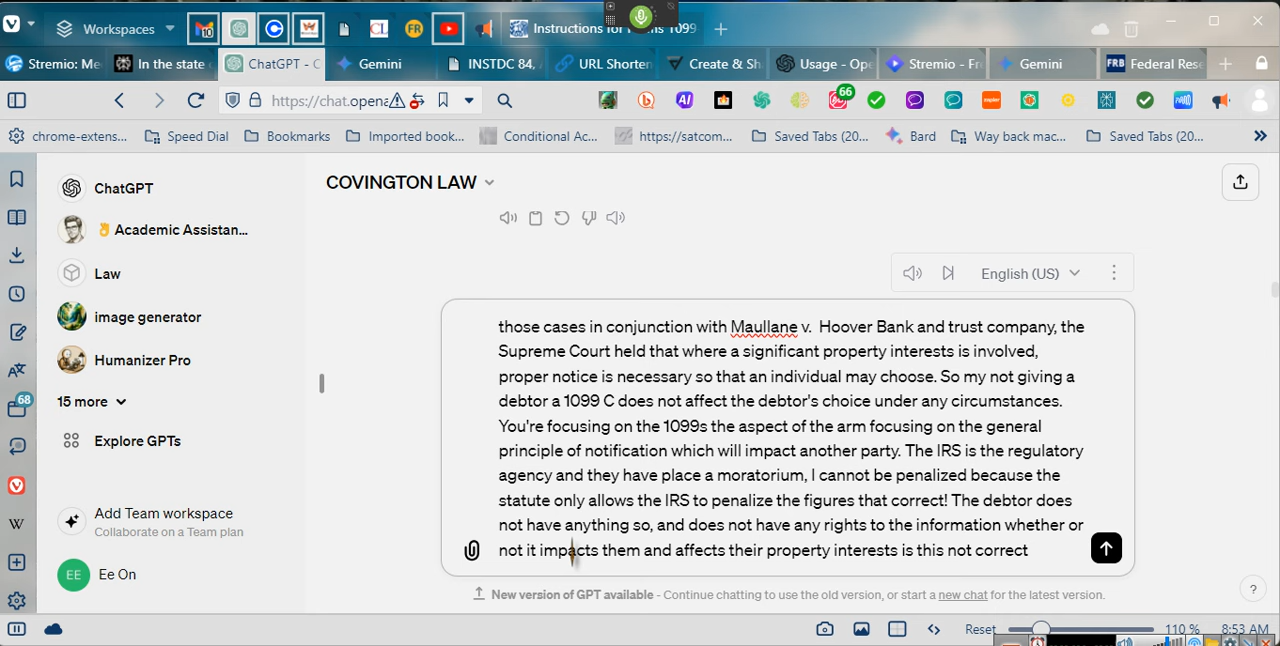 Workspaces
Instructions for Forms 1099
Stremio: Me
In the state
ChatGPT - C
Gemini
INSTDC 84,
URL Shorten
Create & Sh
Usage - Ope
Stremio - Fr
Gemini
Federal Rese
https://chat.opena
66
chrome-extens...
Speed Dial
Bookmarks
Imported book...
Conditional Ac...
https://satcom...
Saved Tabs (20...
Bard
Way back mac...
Saved Tabs (20...
68
ChatGPT
Academic Assistan...
Law
image generator
Humanizer Pro
15 more
Explore GPTs
Add Team workspace
Collaborate on a Team plan
EE
Ee On
COVINGTON LAW
English (US)
those cases in conjunction with Maullane v. Hoover Bank and trust company, the
Supreme Court held that where a significant property interests is involved,
proper notice is necessary so that an individual may choose. So my not giving a
debtor a 1099 C does not affect the debtor's choice under any circumstances.
You're focusing on the 1099s the aspect of the arm focusing on the general
principle of notification which will impact another party. The IRS is the regulatory
agency and they have place a moratorium, I cannot be penalized because the
statute only allows the IRS to penalize the figures that correct! The debtor does
not have anything so, and does not have any rights to the information whether or
not it impacts them and affects their property interests is this not correct
New version of GPT available - Continue chatting to use the old version, or start a new chat for the latest version.
?
Reset
110 %
8:53 AM